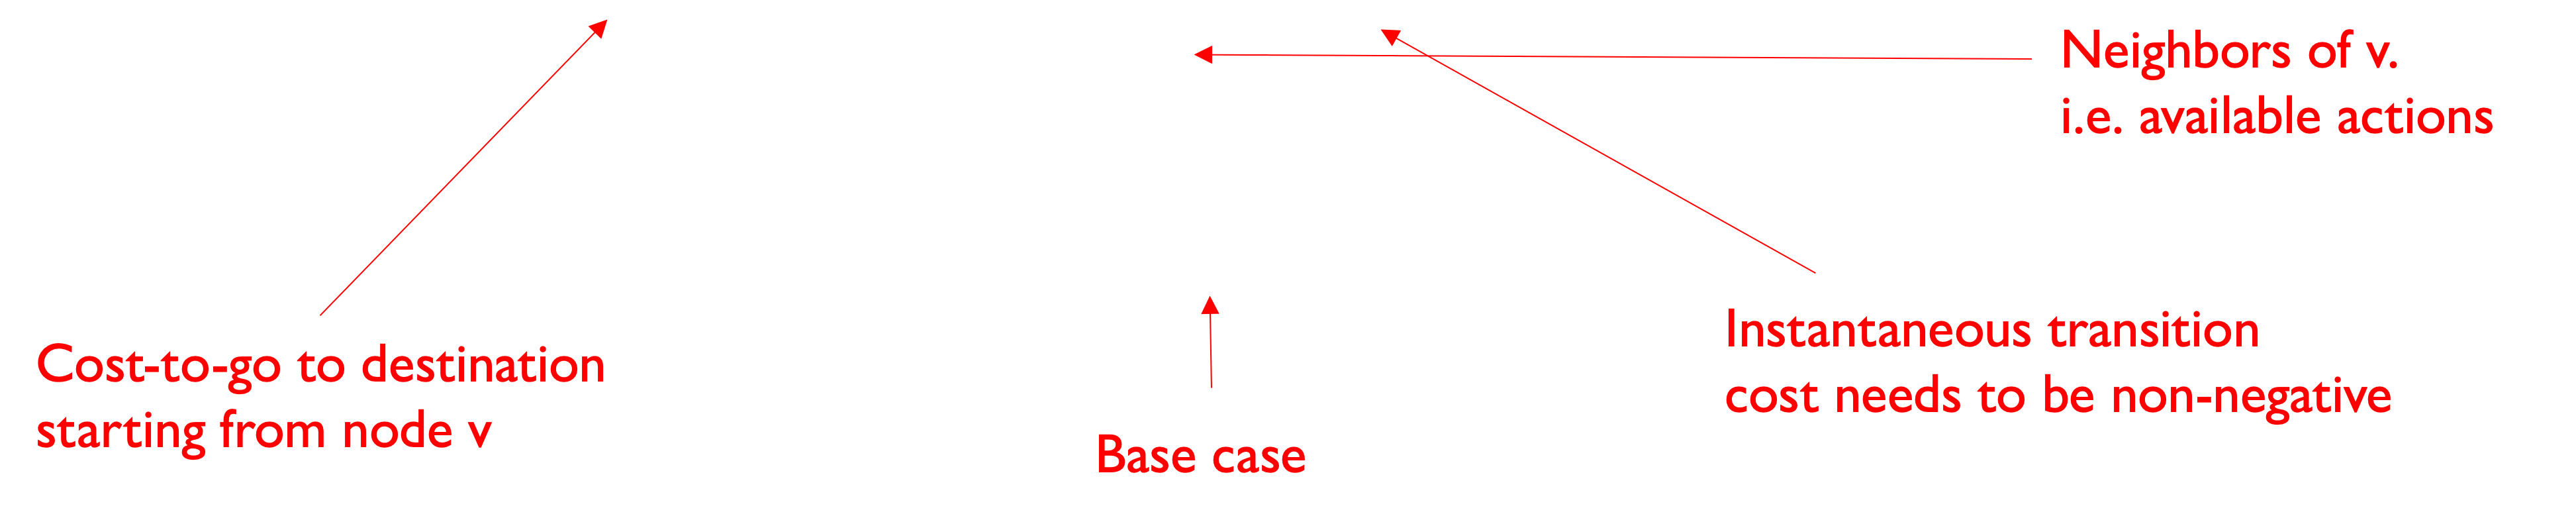 Neighbors of v.
i.e. available actions
Cost-to-go to destination
starting from node v
Base case
Instantaneous transition
cost needs to be non-negative